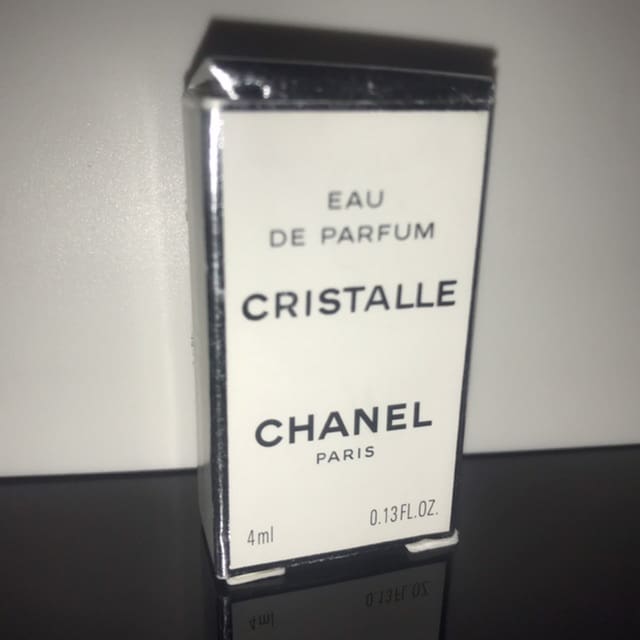 EAU
DE PARFUM
CRISTALLE
CHANEL
PARIS
4ml
0.13FL.OZ.